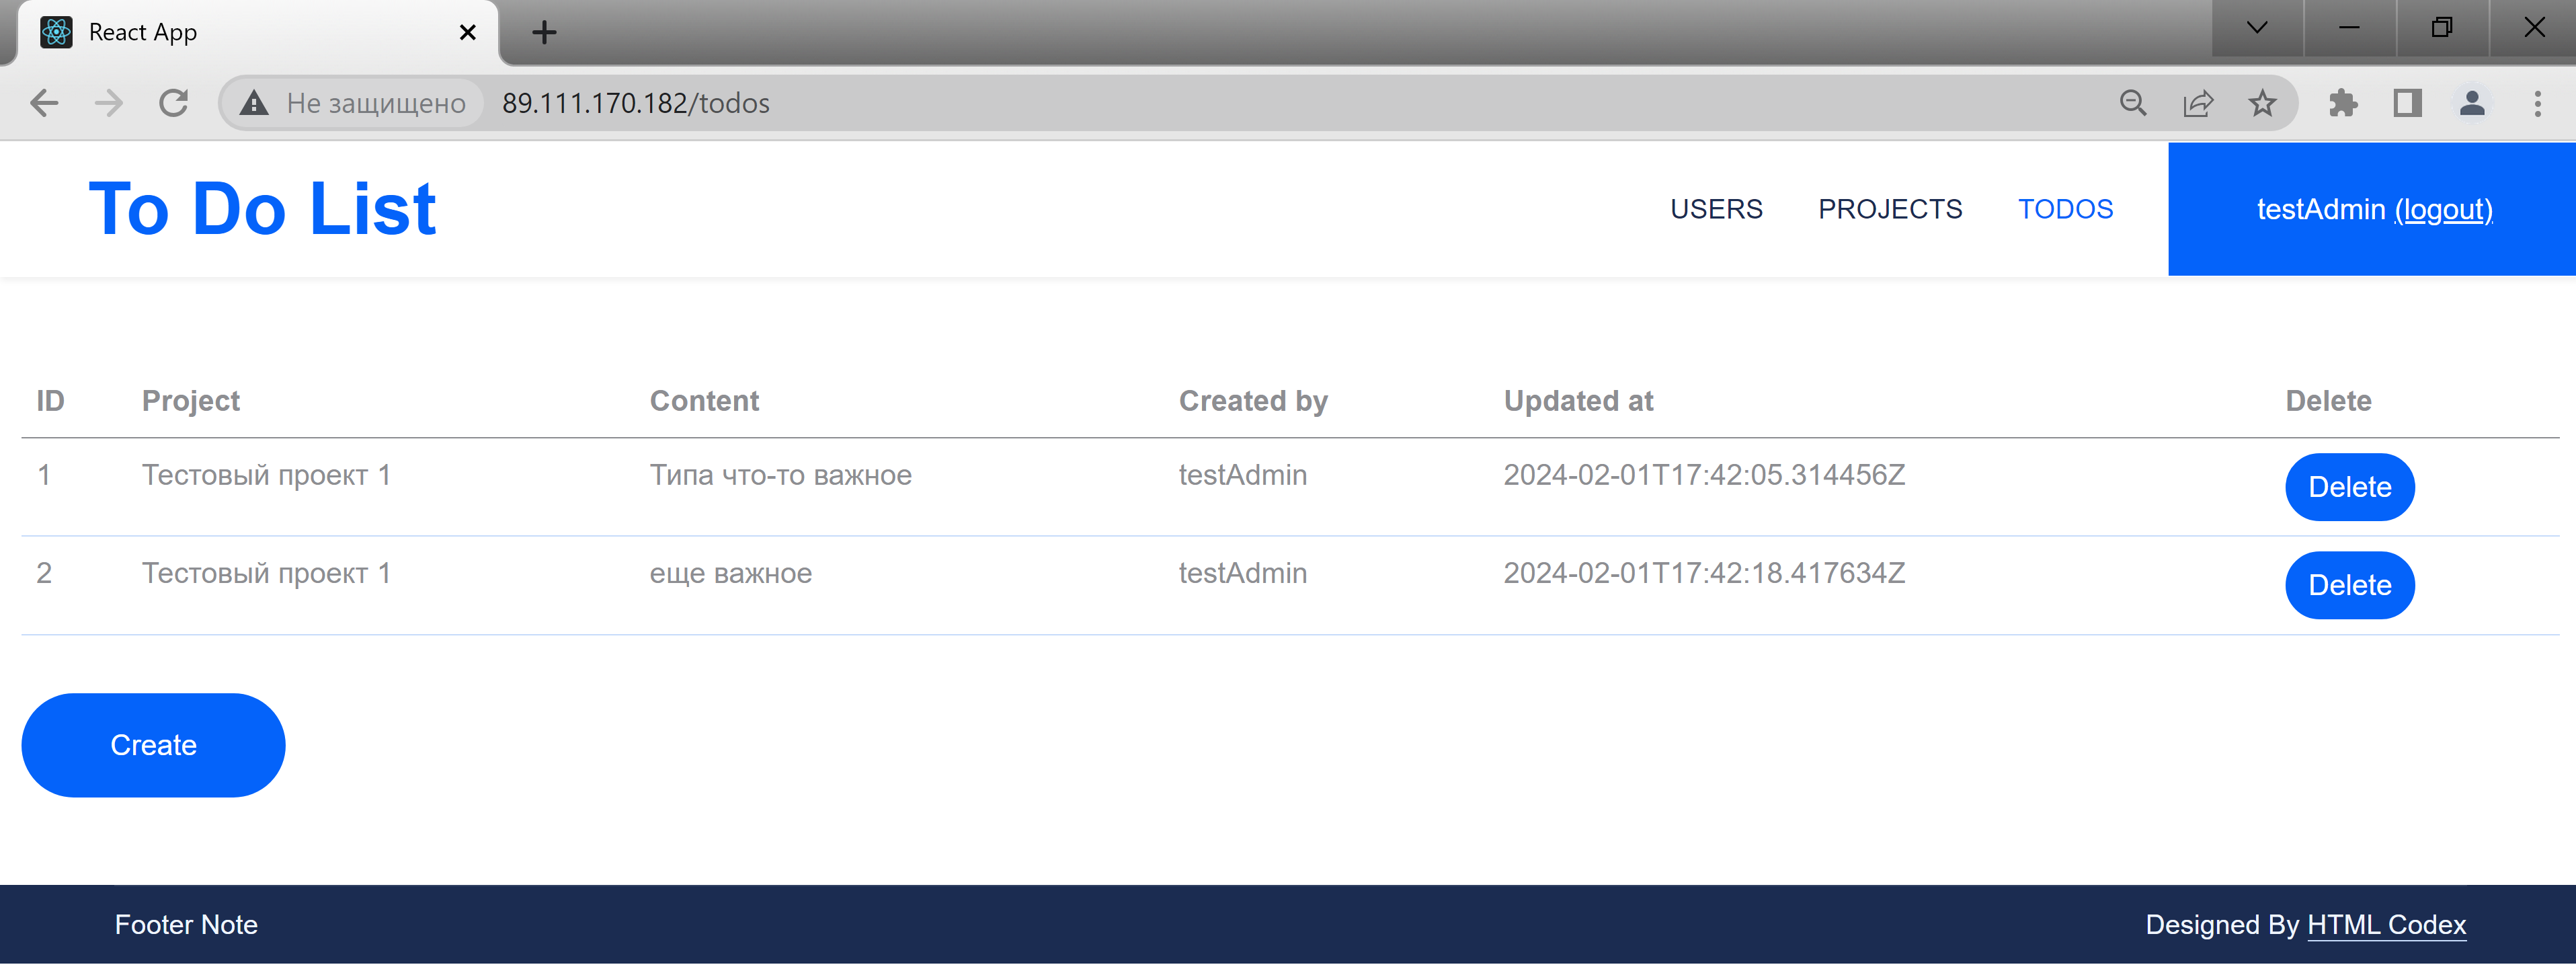 React App
Не защищено 89.111.170.182/todos
To Do List USERS PROJECTS TODOS testAdmin (logout)
ID Project Content Created by Updated at Delete
1 Тестовый проект 1 Типа что-то важное testAdmin 2024-02-01T17:42:05.314456Z Delete
2 Тестовый проект 1 еще важное testAdmin 2024-02-01T17:42:18.417634Z Delete
Create
Footer Note Designed By HTML Codex